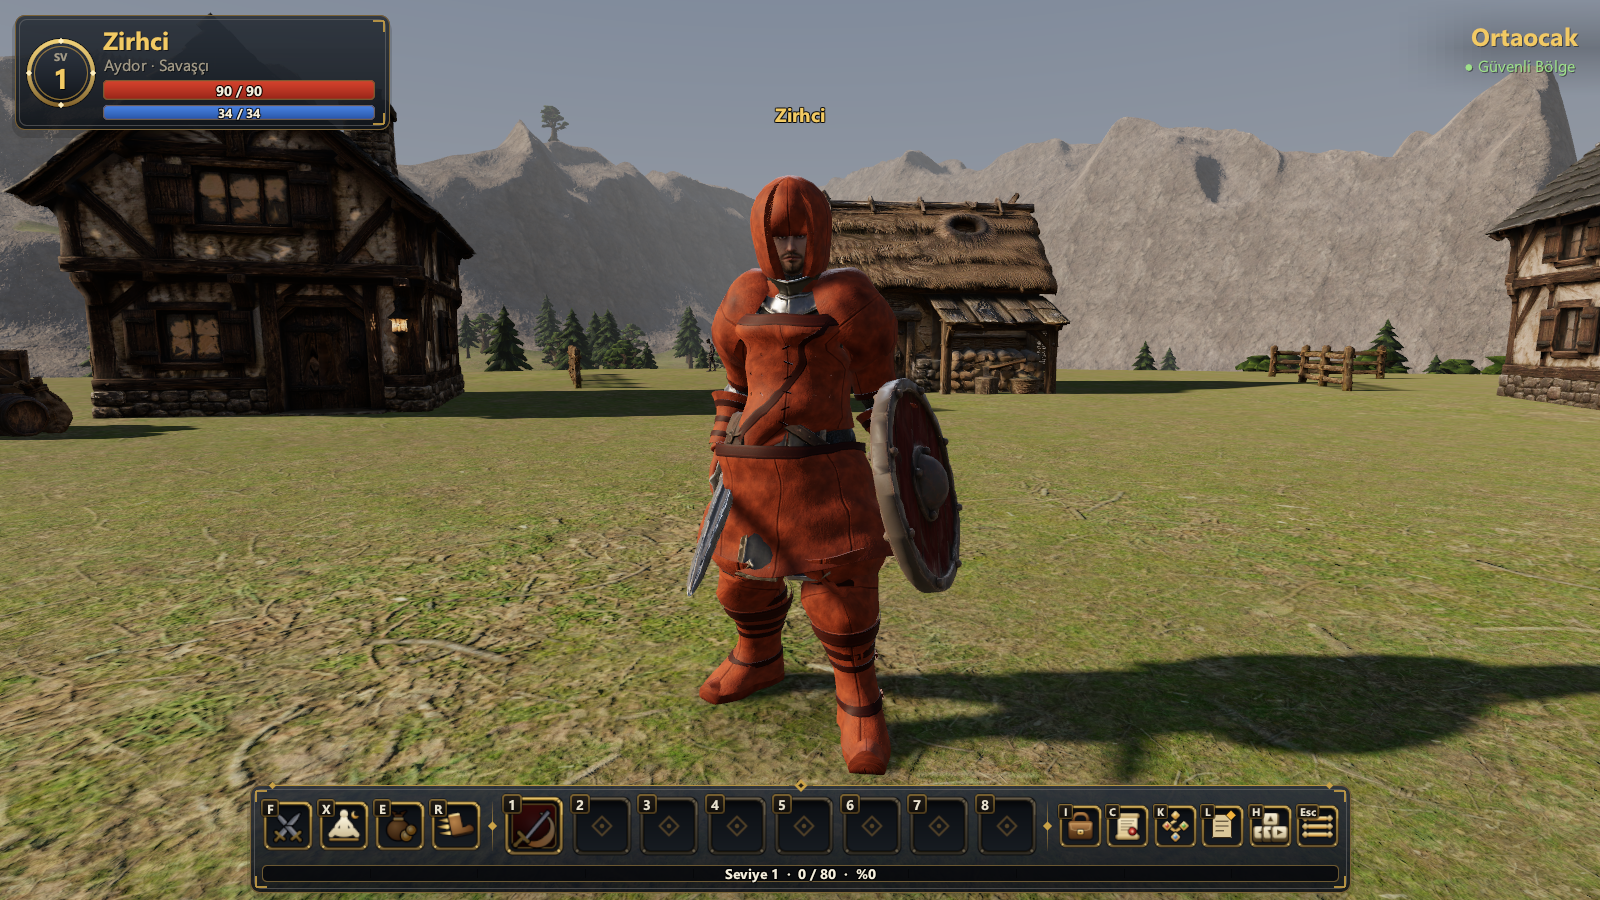 SV
1
Zirhci
Aydor · Savaşçı
90 / 90
34 / 34
Ortaocak
Güvenli Bölge
Zirhci
F
X
E
R
1
2
3
4
5
6
7
8
I
C
K
L
H
Esc
Seviye 1 · 0 / 80 · %0